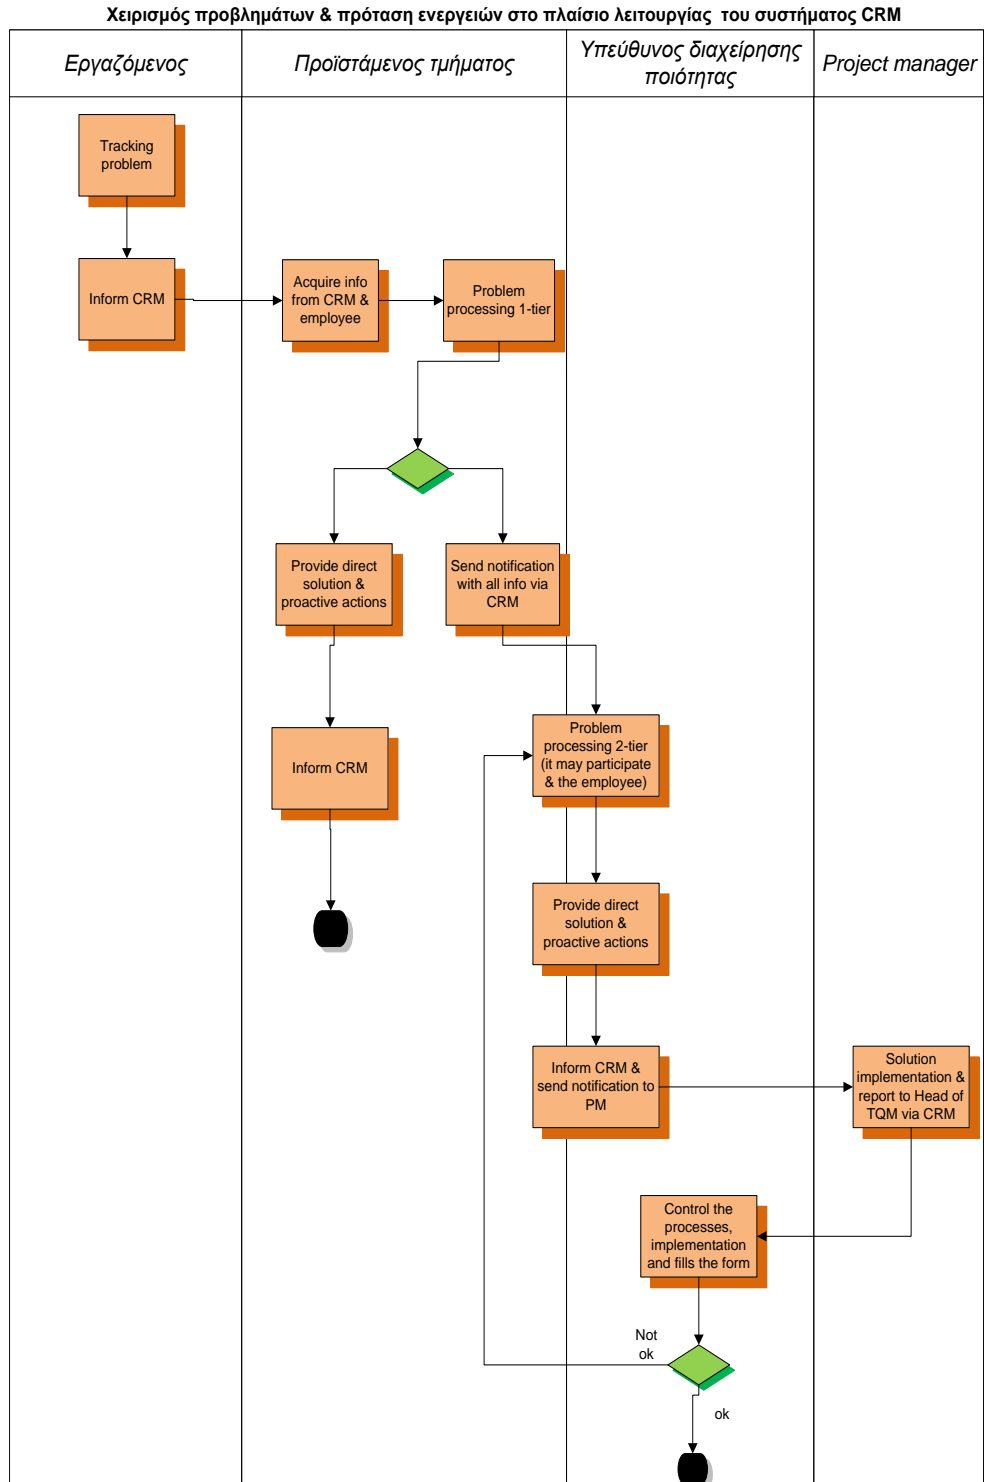 Χειρισμός προβλημάτων & πρόταση ενεργειών στο πλαίσιο λειτουργίας  του συστήματος CRM
Εργαζόμενος
Προϊστάμενος τμήματος
Υπεύθυνος διαχείρησης
ποιότητας
Project manager
Tracking
problem
Inform CRM
Acquire info
from CRM &
employee
Problem
processing 1-tier
Provide direct
solution &
proactive actions
Send notification
with all info via
CRM
Inform CRM
Problem
processing 2-tier
(it may participate
& the employee)
Provide direct
solution &
proactive actions
Inform CRM &
send notification to
PM
Solution
implementation &
report to Head of
TQM via CRM
Control the
processes,
implementation
and fills the form
Not
ok
ok